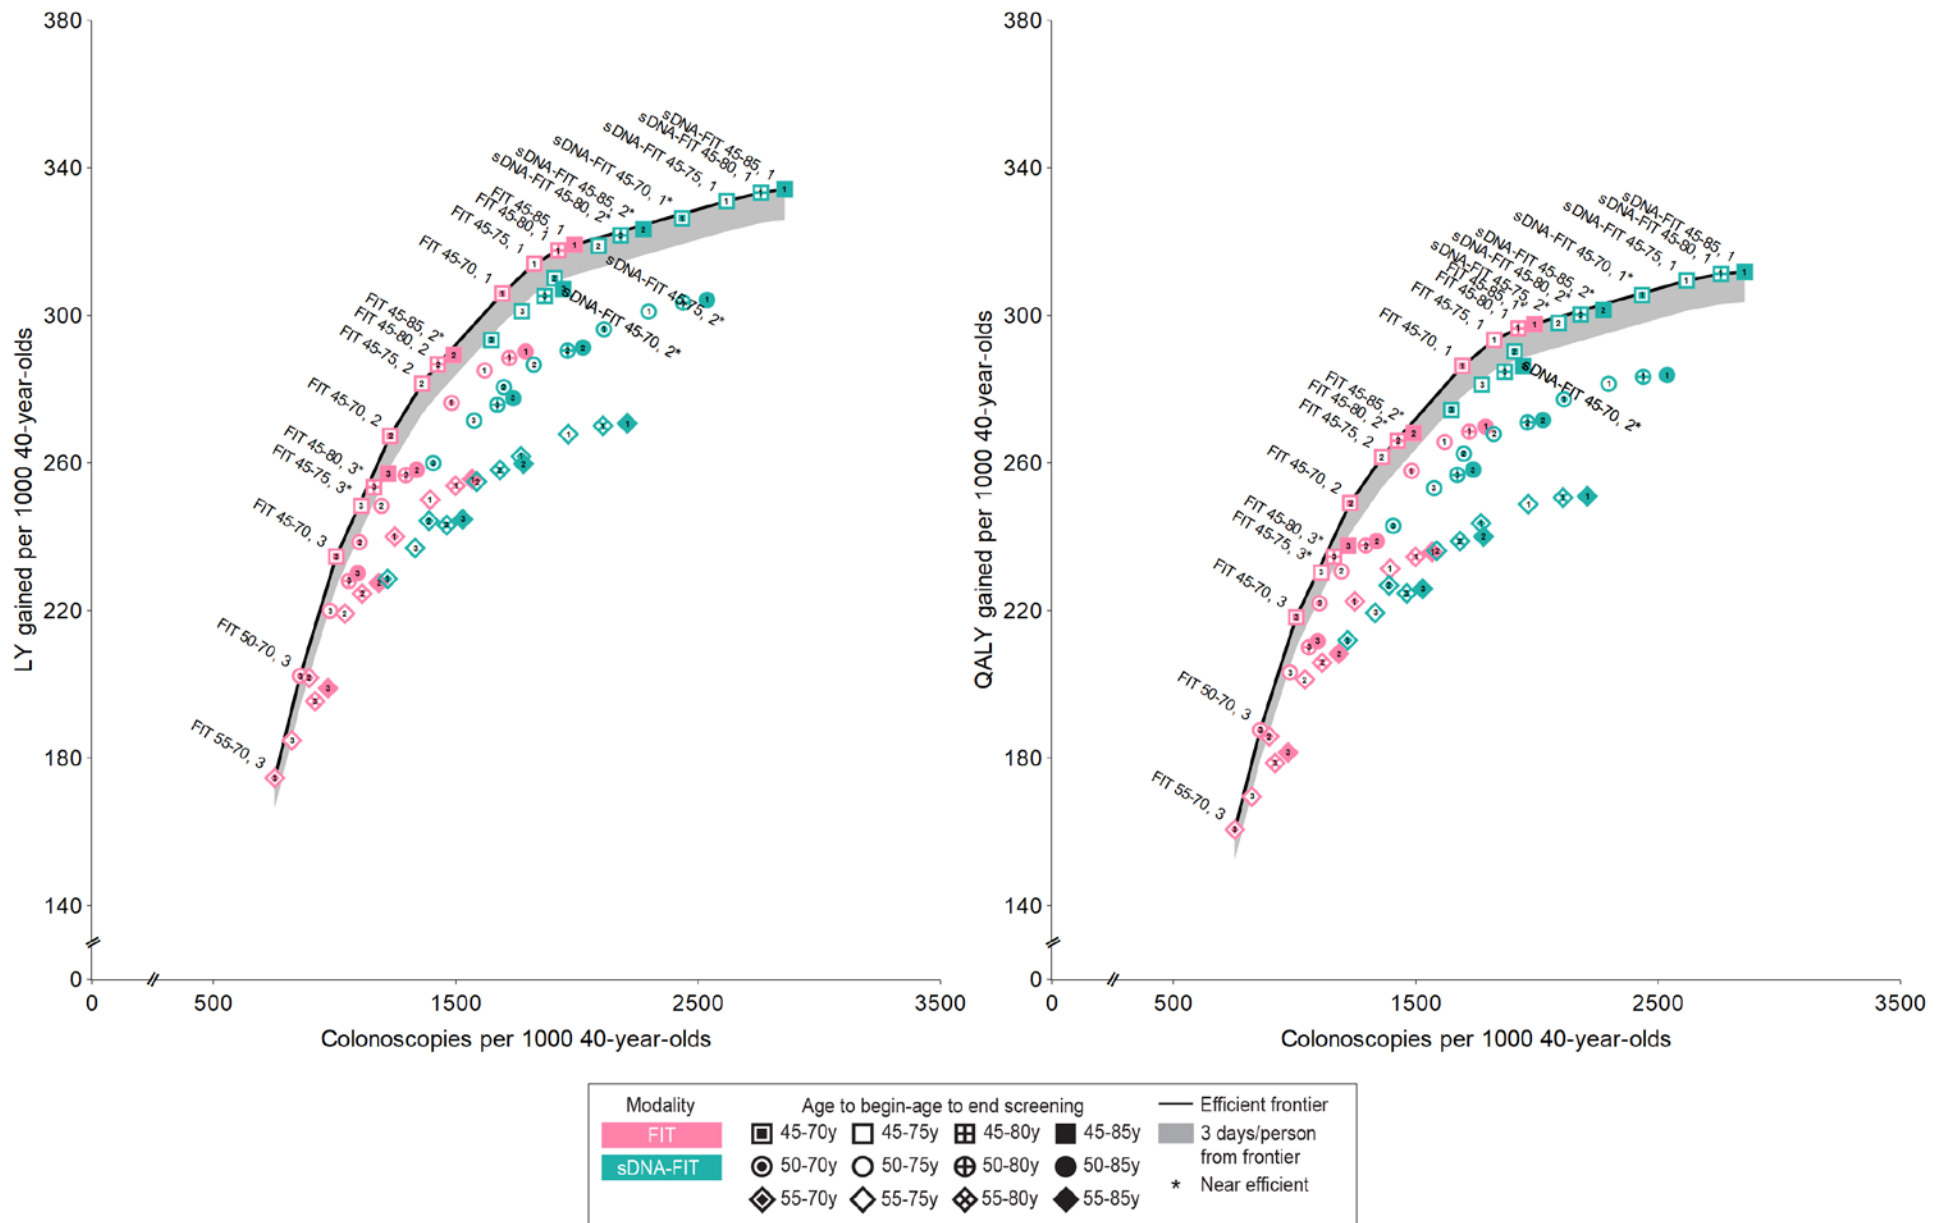 380
340
300
260
220
180
140
0
LY gained per 1000 40-year-olds
sDNA-FIT 45-85, 1
sDNA-FIT 45-80, 1
sDNA-FIT 45-75, 1
sDNA-FIT 45-70, 1*
sDNA-FIT 45-85, 2*
sDNA-FIT 45-80, 2*
FIT 45-85, 1
FIT 45-80, 1
FIT 45-75, 1
FIT 45-70, 1
sDNA-FIT 45-75, 2*
sDNA-FIT 45-70, 2*
FIT 45-85, 2*
FIT 45-80, 2
FIT 45-75, 2
FIT 45-70, 2
FIT 45-80, 3*
FIT 45-75, 3*
FIT 45-70, 3
FIT 50-70, 3
FIT 55-70, 3
0
500
1500
2500
3500
Colonoscopies per 1000 40-year-olds
380
340
300
260
220
180
140
0
QALY gained per 1000 40-year-olds
sDNA-FIT 45-85, 1
sDNA-FIT 45-80, 1
sDNA-FIT 45-75, 1
sDNA-FIT 45-70, 1*
sDNA-FIT 45-85, 2*
sDNA-FIT 45-80, 2*
sDNA-FIT 45-75, 2*
FIT 45-85, 1
FIT 45-80, 1
FIT 45-75, 1
FIT 45-70, 1
sDNA-FIT 45-70, 2*
FIT 45-85, 2*
FIT 45-80, 2*
FIT 45-75, 2
FIT 45-70, 2
FIT 45-80, 3*
FIT 45-75, 3*
FIT 45-70, 3
FIT 50-70, 3
FIT 55-70, 3
0
500
1500
2500
3500
Colonoscopies per 1000 40-year-olds
Modality
FIT
sDNA-FIT
Age to begin-age to end screening
45-70y 45-75y 45-80y 45-85y
50-70y 50-75y 50-80y 50-85y
55-70y 55-75y 55-80y 55-85y
Efficient frontier
3 days/person
from frontier
* Near efficient